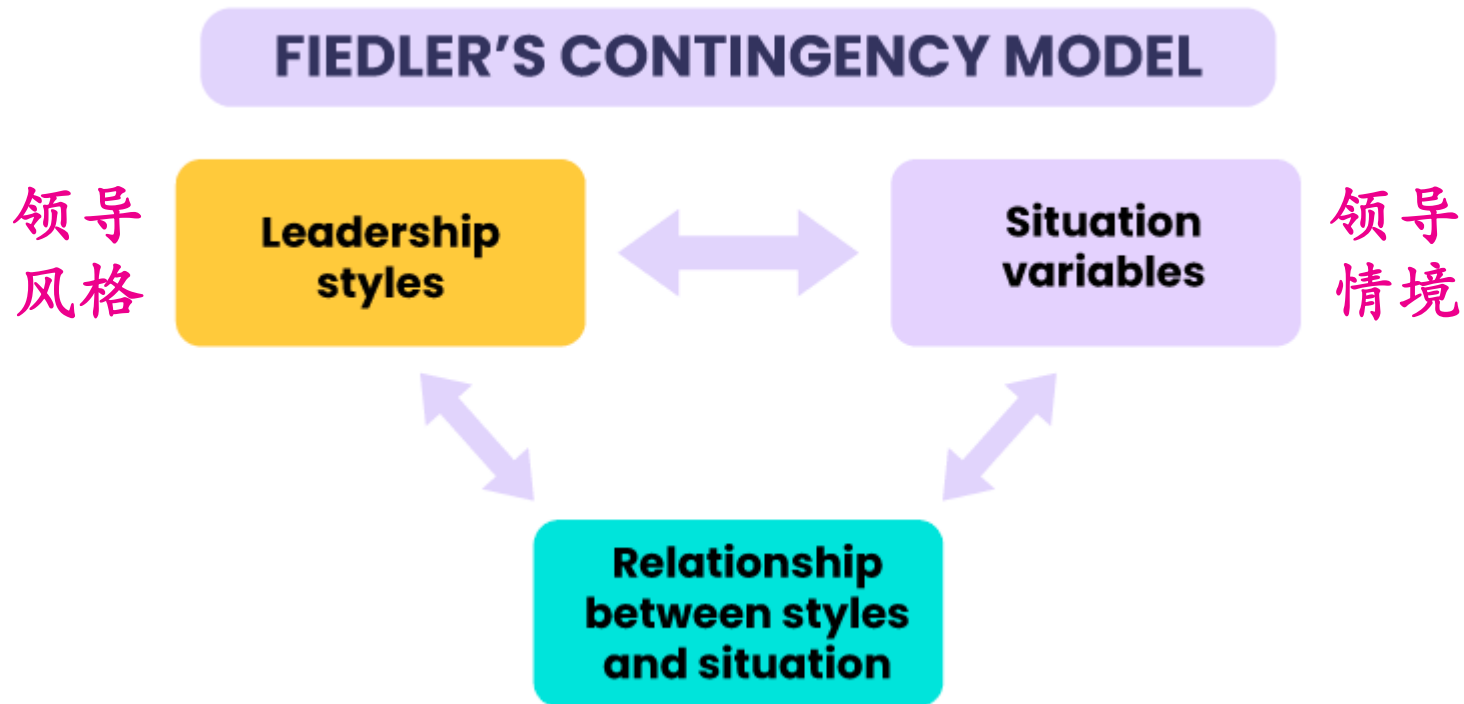 FIEDLER’S CONTINGENCY MODEL
领导
风格
Leadership
styles
Situation
variables
领导
情境
Relationship
between styles
and situation